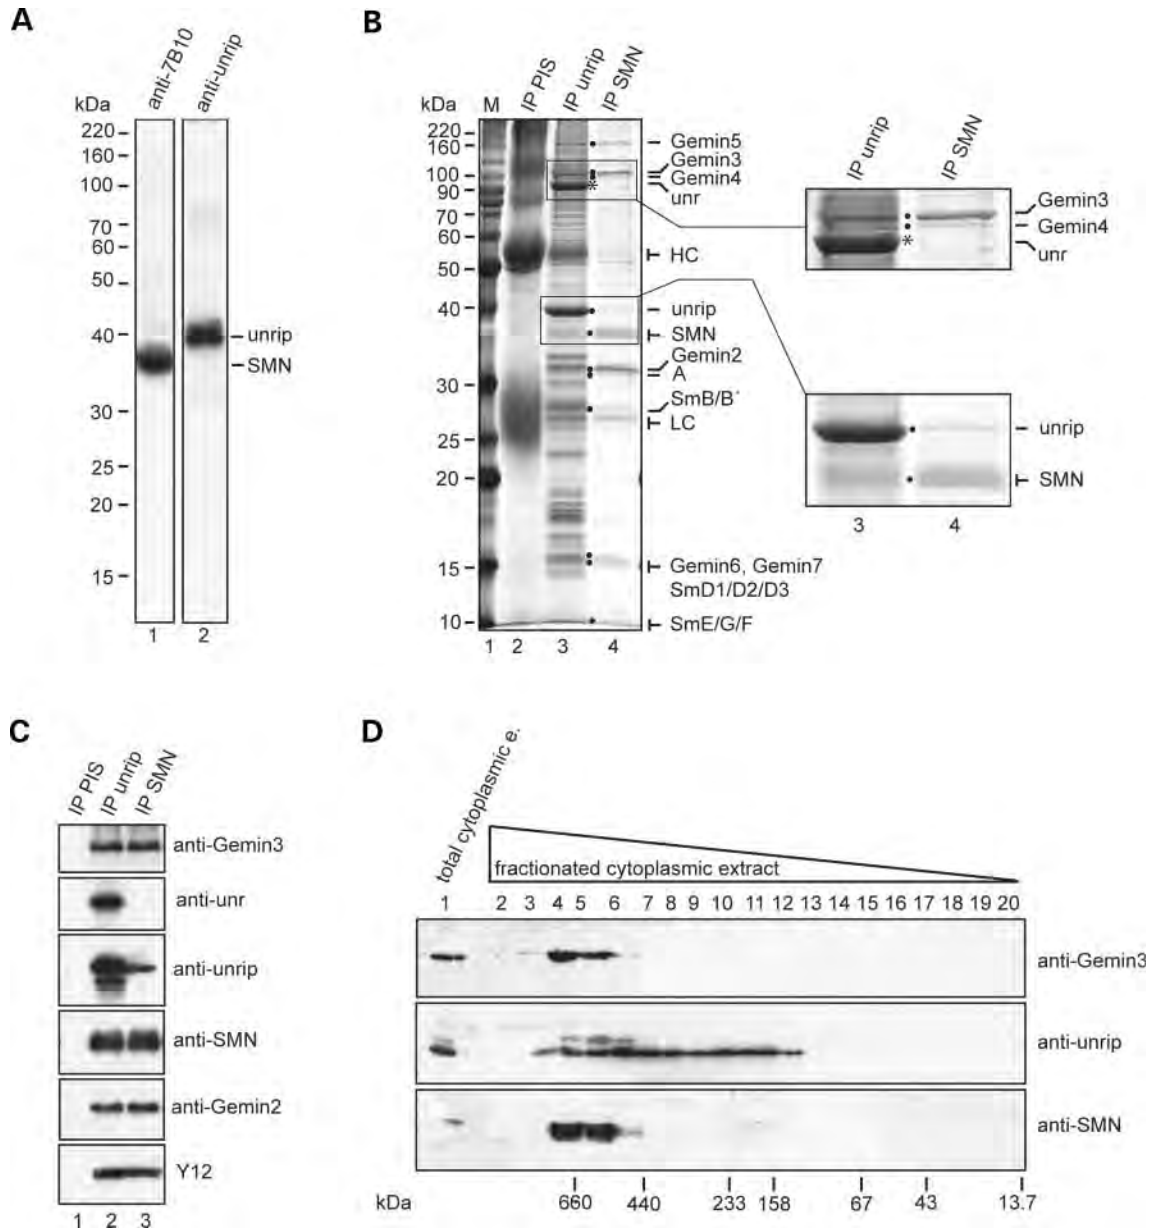 A
anti-7B10
anti-unrip
kDa
220
160
100
70
60
50
40
30
25
20
15
unrip
SMN
1 2
B
kDa M IP PIS IP unrip IP SMN
220
160
100
90
70
60
50
40
30
25
20
15
10
Gemin5
Gemin3
Gemin4
unr
*
HC
unrip
SMN
Gemin2
A
SmB/B´
LC
Gemin6, Gemin7
SmD1/D2/D3
SmE/G/F
1 2 3 4
IP unrip IP SMN
Gemin3
Gemin4
*
unr
unrip
SMN
3 4
C
IP PIS IP unrip IP SMN
anti-Gemin3
anti-unr
anti-unrip
anti-SMN
anti-Gemin2
Y12
1 2 3
D
total cytoplasmic e.
fractionated cytoplasmic extract
1 2 3 4 5 6 7 8 9 10 11 12 13 14 15 16 17 18 19 20
anti-Gemin3
anti-unrip
anti-SMN
kDa 660 440 233 158 67 43 13.7